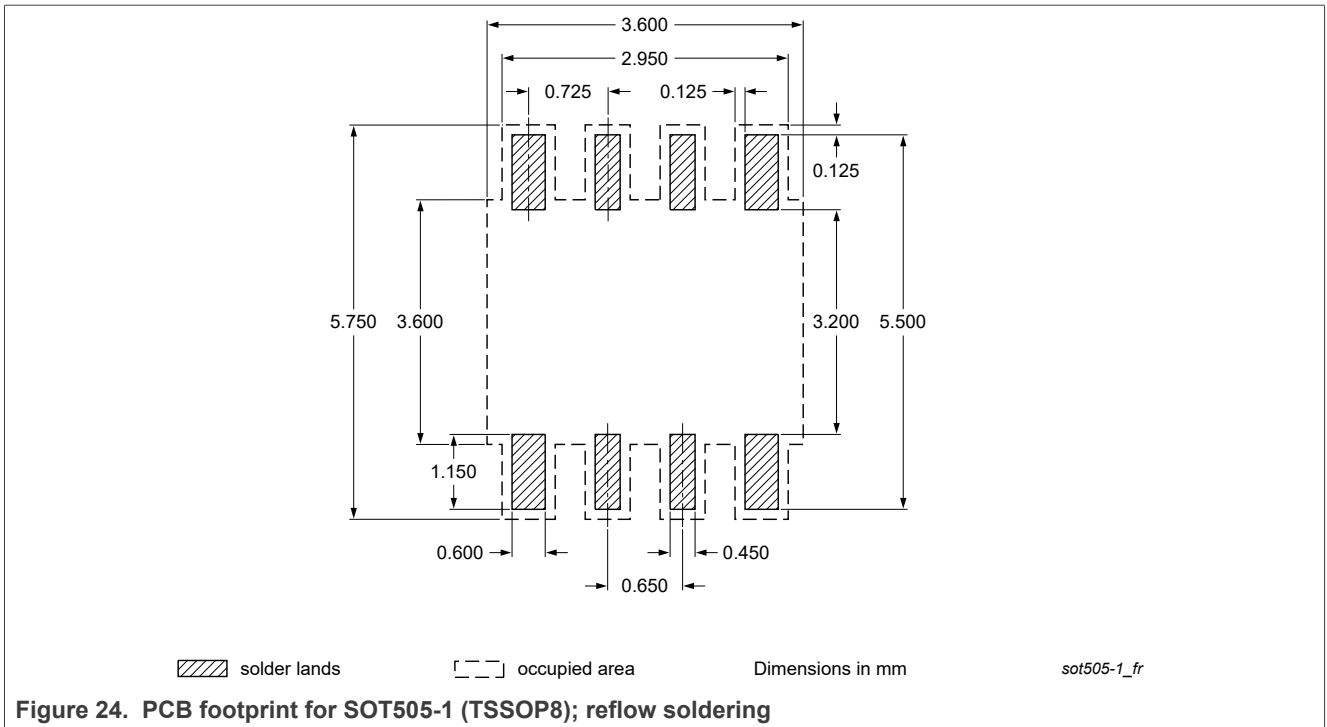 3.600
2.950
0.725
0.125
0.125
5.750
3.600
3.200
5.500
1.150
0.600
0.450
0.650
solder lands
occupied area
Dimensions in mm
sot505-1_fr
Figure 24. PCB footprint for SOT505-1 (TSSOP8); reflow soldering